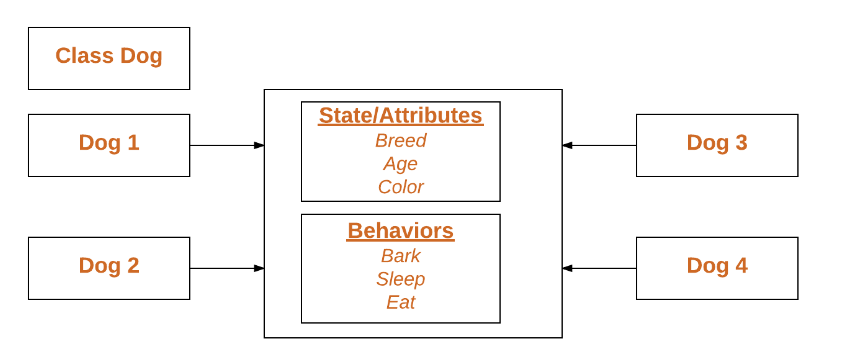 Class Dog
Dog 1
Dog 2
State/Attributes
Breed
Age
Color
Behaviors
Bark
Sleep
Eat
Dog 3
Dog 4